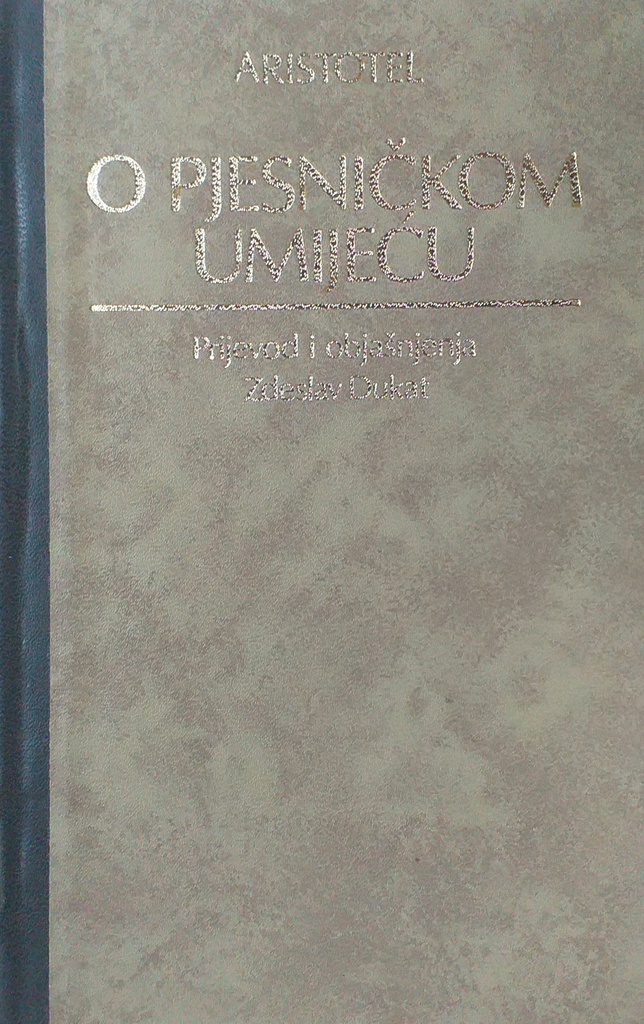 ARISTOTEL
O PJESNIČKOM
UMIJEĆU
Prijevod i objašnjenja
Zdeslav Dukat